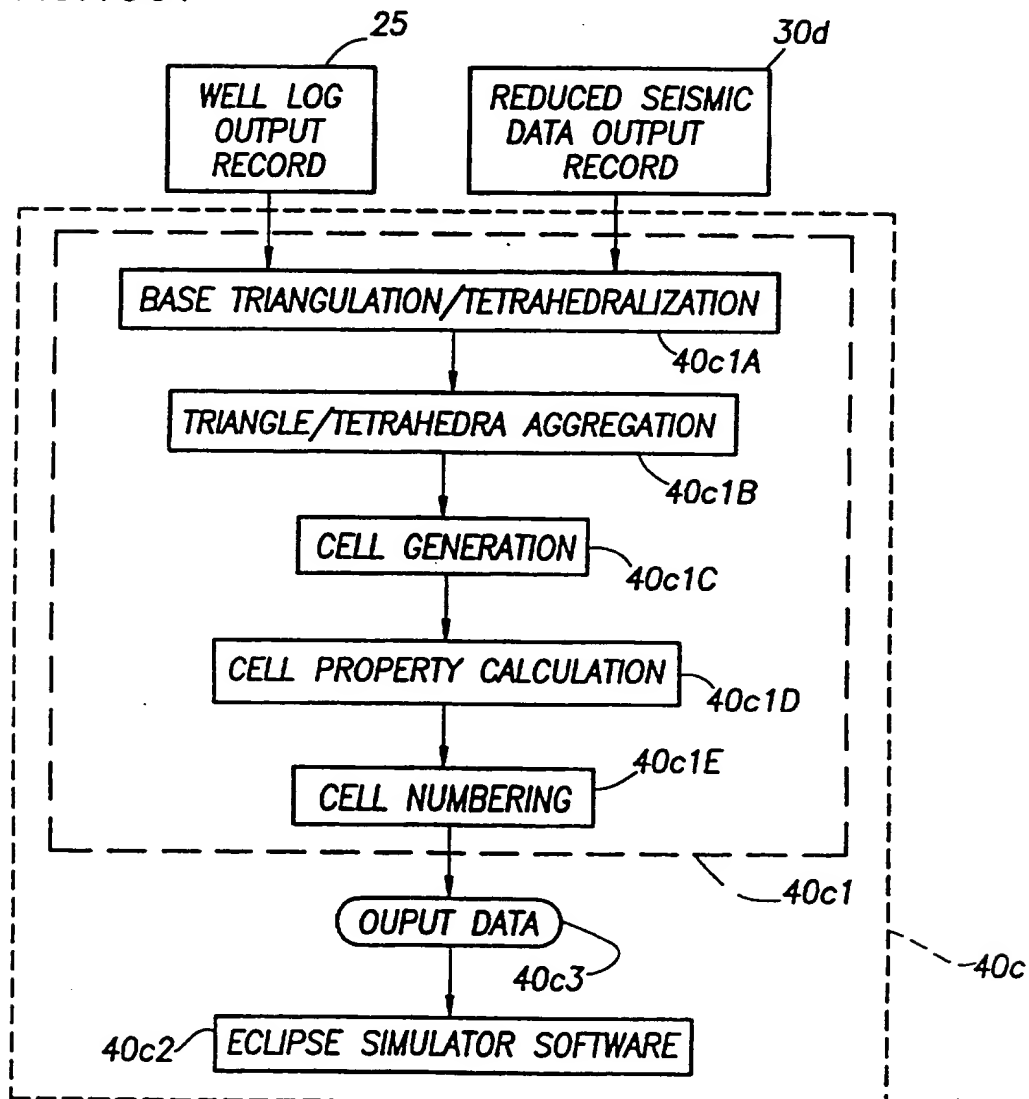 25
30d
WELL LOG
OUTPUT
RECORD
REDUCED SEISMIC
DATA OUTPUT
RECORD
BASE TRIANGULATION/TETRAHEDRALIZATION
40c1A
TRIANGLE/TETRAHEDRA AGGREGATION
40c1B
CELL GENERATION
40c1C
CELL PROPERTY CALCULATION
40c1D
40c1E
CELL NUMBERING
40c1
OUPUT DATA
40c3
40c
40c2
ECLIPSE SIMULATOR SOFTWARE